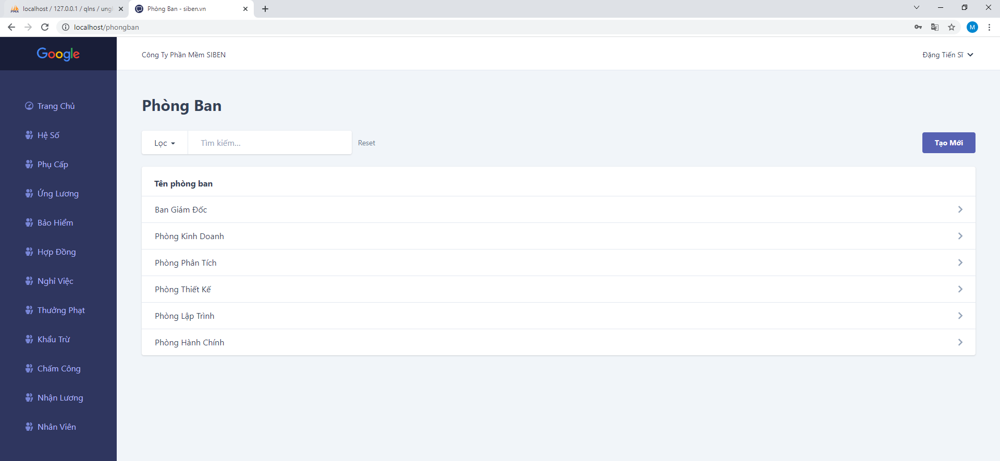 localhost / 127.0.0.1 / qlns / ungl
Phòng Ban - siben.vn
localhost/phongban
M
Google
Công Ty Phần Mềm SIBEN
Đặng Tiến Sĩ
Trang Chủ
Hệ Số
Phụ Cấp
Ứng Lương
Bảo Hiểm
Hợp Đồng
Nghỉ Việc
Thưởng Phạt
Khấu Trừ
Chấm Công
Nhận Lương
Nhân Viên
Phòng Ban
Lọc
Tìm kiếm...
Reset
Tạo Mới
Tên phòng ban
Ban Giám Đốc
Phòng Kinh Doanh
Phòng Phân Tích
Phòng Thiết Kế
Phòng Lập Trình
Phòng Hành Chính